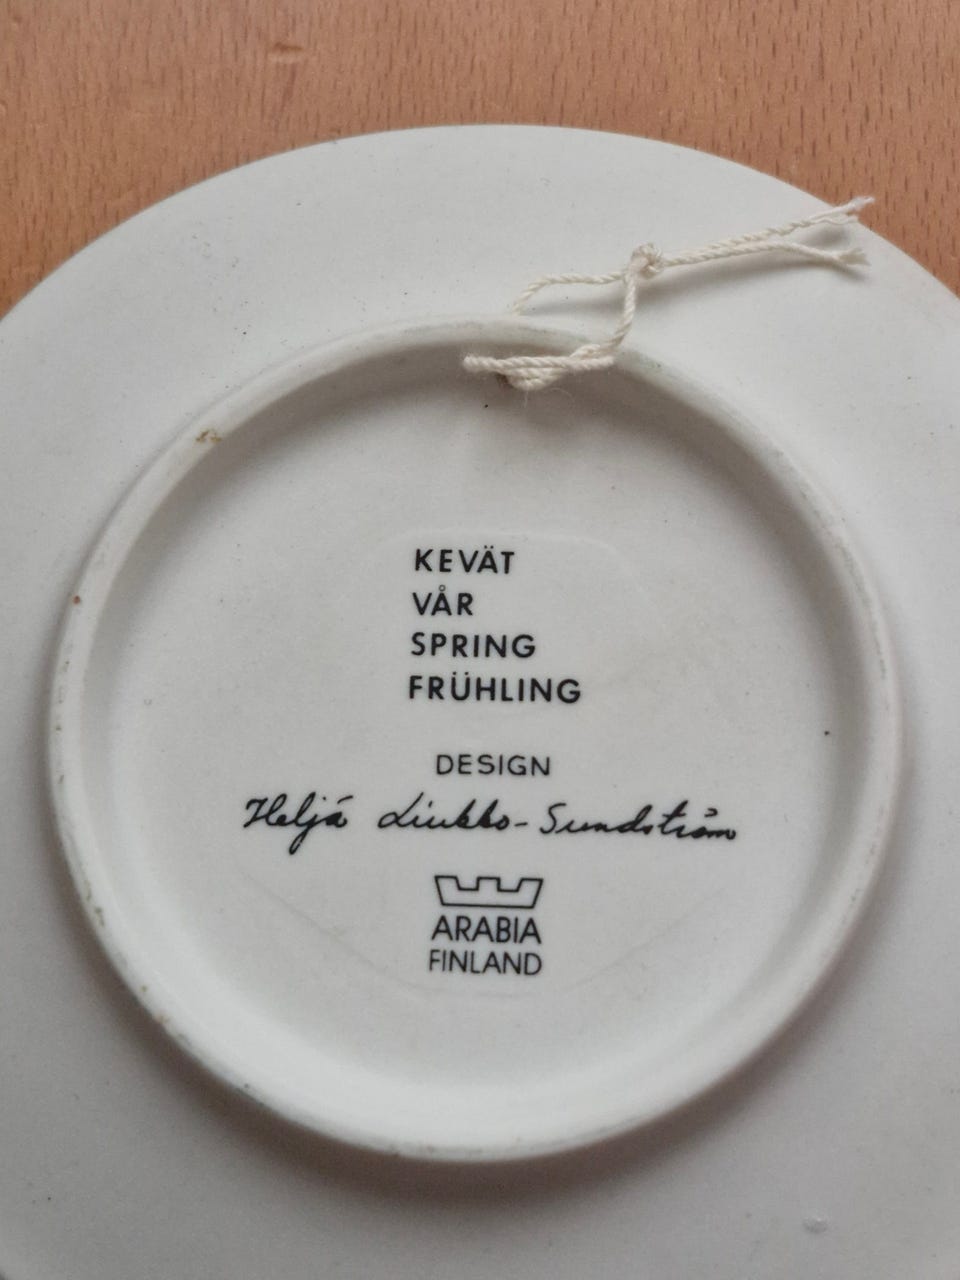 KEVÄT
VÅR
SPRING
FRÜHLING
DESIGN
Heljä Liukko-Sundström
ARABIA
FINLAND